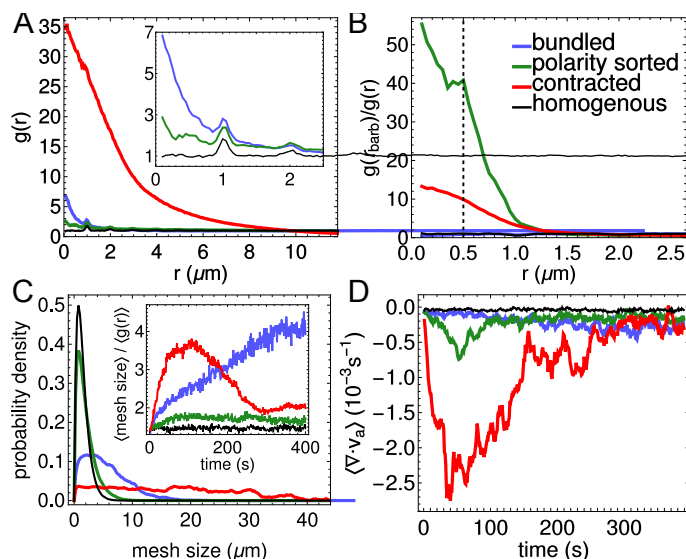 A
35
30
25
20
15
10
5
0
g(r)
0 2 4 6 8 10
r (μm)
7
5
3
1
0 1 2
B
50
40
30
20
10
0
g(r_barb)/g(r)
bundled
polarity sorted
contracted
homogenous
0.0 0.5 1.0 1.5 2.0 2.5
r (μm)
C
0.5
0.4
0.3
0.2
0.1
0.0
probability density
0 10 20 30 40
mesh size (μm)
⟨mesh size⟩ / ⟨g(r)⟩
4
2
0 200 400
time (s)
D
0.0
−0.5
−1.0
−1.5
−2.0
−2.5
⟨∇·v_a⟩ (10⁻³s⁻¹)
0 100 200 300
time (s)